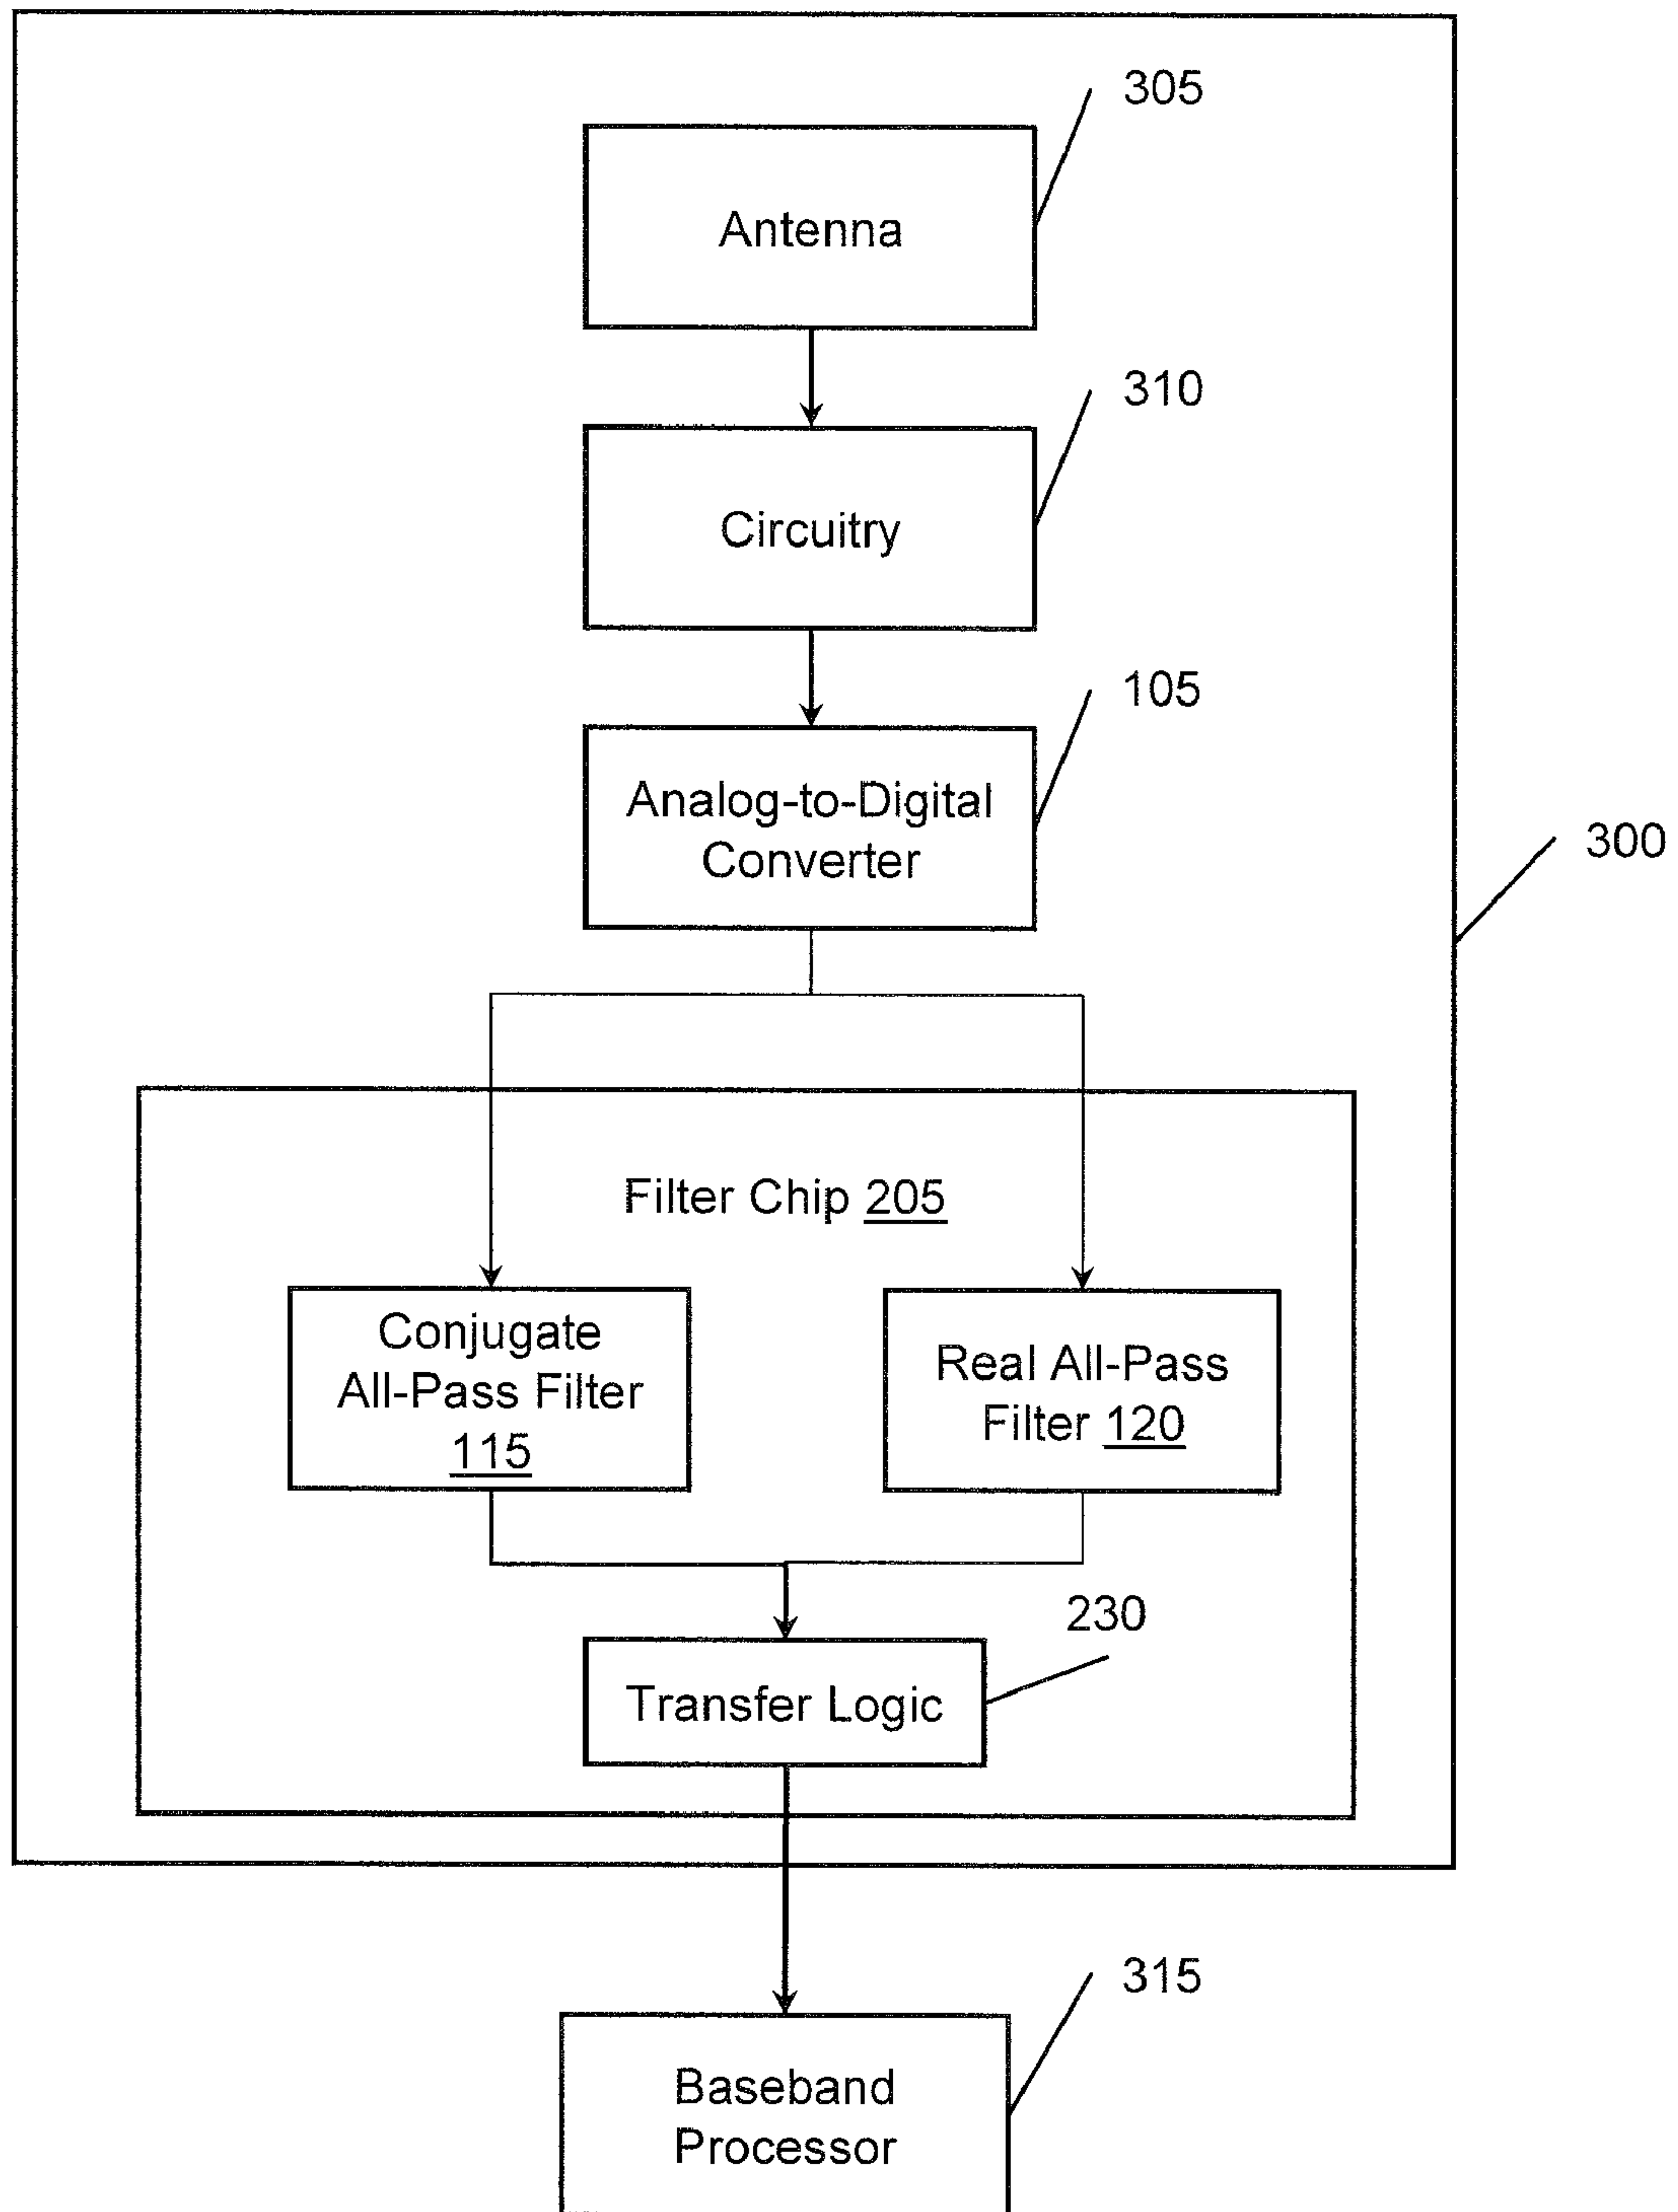 305
Antenna
310
Circuitry
105
Analog-to-Digital
Converter
300
Filter Chip 205
Conjugate
All-Pass Filter
115
Real All-Pass
Filter 120
230
Transfer Logic
315
Baseband
Processor